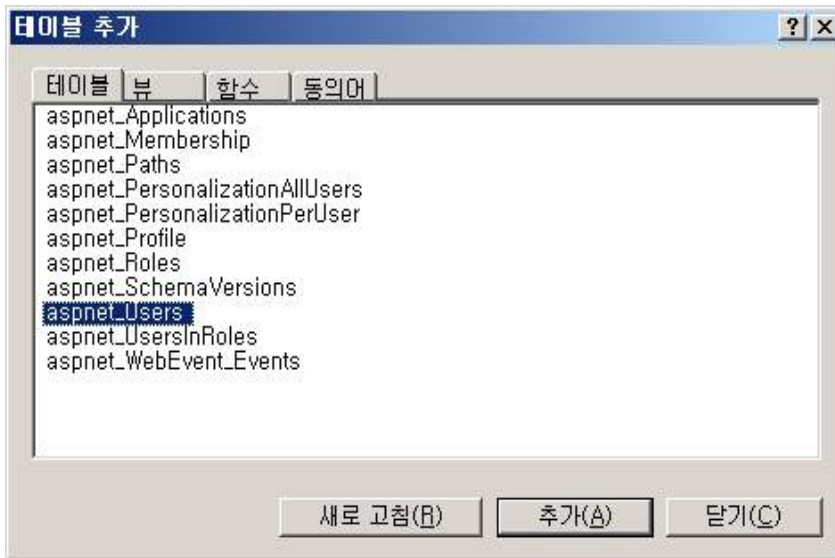 테이블 추가
테이블 뷰 함수 동의어
aspnet_Applications
aspnet_Membership
aspnet_Paths
aspnet_PersonalizationAllUsers
aspnet_PersonalizationPerUser
aspnet_Profile
aspnet_Roles
aspnet_SchemaVersions
aspnet_Users
aspnet_UsersInRoles
aspnet_WebEvent_Events
새로 고침(R) 추가(A) 닫기(C)